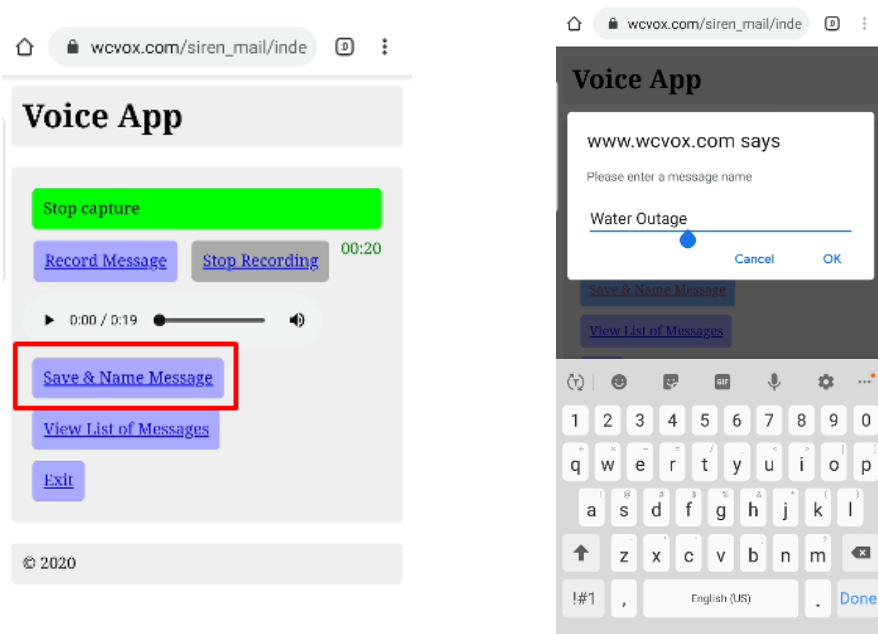 wcvox.com/siren_mail/inde
:D
Voice App
Stop capture
Record Message
Stop Recording
00:20
0:00 / 0:19
Save & Name Message
View List of Messages
Exit
© 2020
wcvox.com/siren_mail/inde
:D
Voice App
www.wcvox.com says
Please enter a message name
Water Outage
Cancel
OK
Save & Name Message
View List of Messages
GIF
1 2 3 4 5 6 7 8 9 0
q w e r t y u i o p
a s d f g h j k l
z x c v b n m
!#1 , English (US) . Done